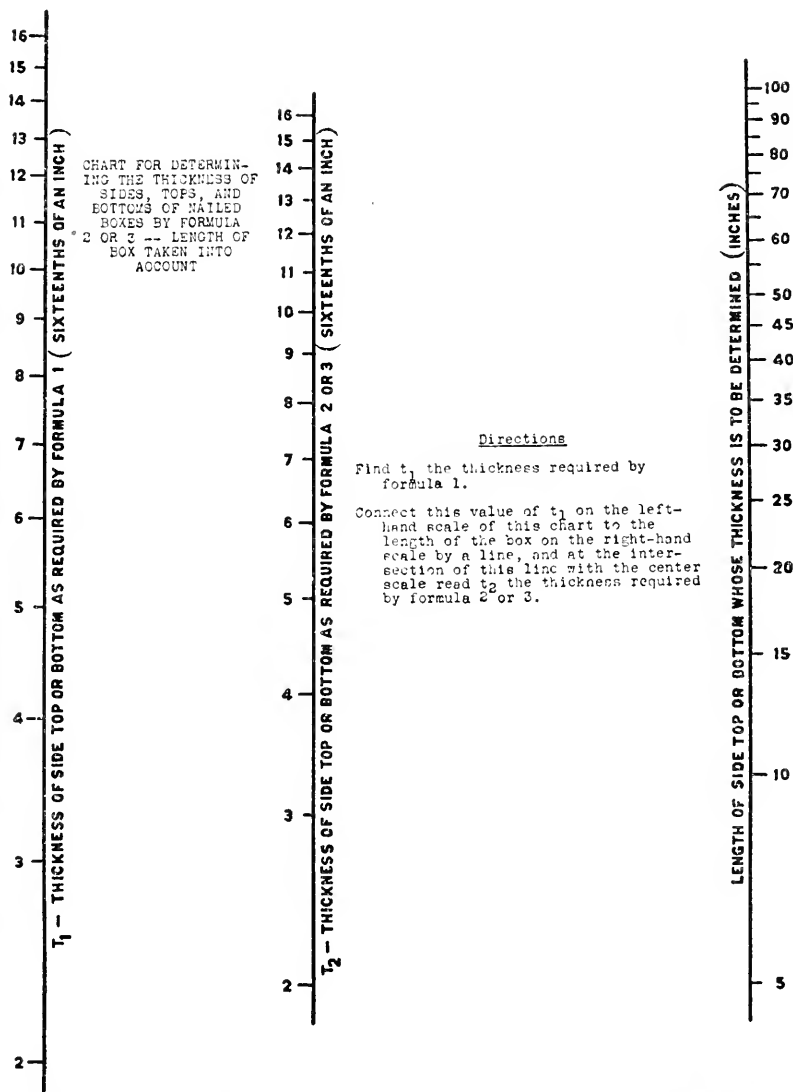 16
15
14
13
12
11
10
9
8
7
6
5
4
3
2
T1 – THICKNESS OF SIDE TOP OR BOTTOM AS REQUIRED BY FORMULA 1 ( SIXTEENTHS OF AN INCH )
CHART FOR DETERMIN-
ING THE THICKNESS OF
SIDES, TOPS, AND
BOTTOMS OF NAILED
BOXES BY FORMULA
2 OR 3 -- LENGTH OF
BOX TAKEN INTO
ACCOUNT
16
15
14
13
12
11
10
9
8
7
6
5
4
3
2
T2 – THICKNESS OF SIDE TOP OR BOTTOM AS REQUIRED BY FORMULA 2 OR 3 ( SIXTEENTHS OF AN INCH )
Directions
Find t1 the thickness required by
formula 1.
Connect this value of t1 on the left-
hand scale of this chart to the
length of the box on the right-hand
scale by a line, and at the inter-
section of this line with the center
scale read t2 the thickness required
by formula 2 or 3.
LENGTH OF SIDE TOP OR BOTTOM WHOSE THICKNESS IS TO BE DETERMINED (INCHES)
100
90
80
70
60
50
45
40
35
30
25
20
15
10
5